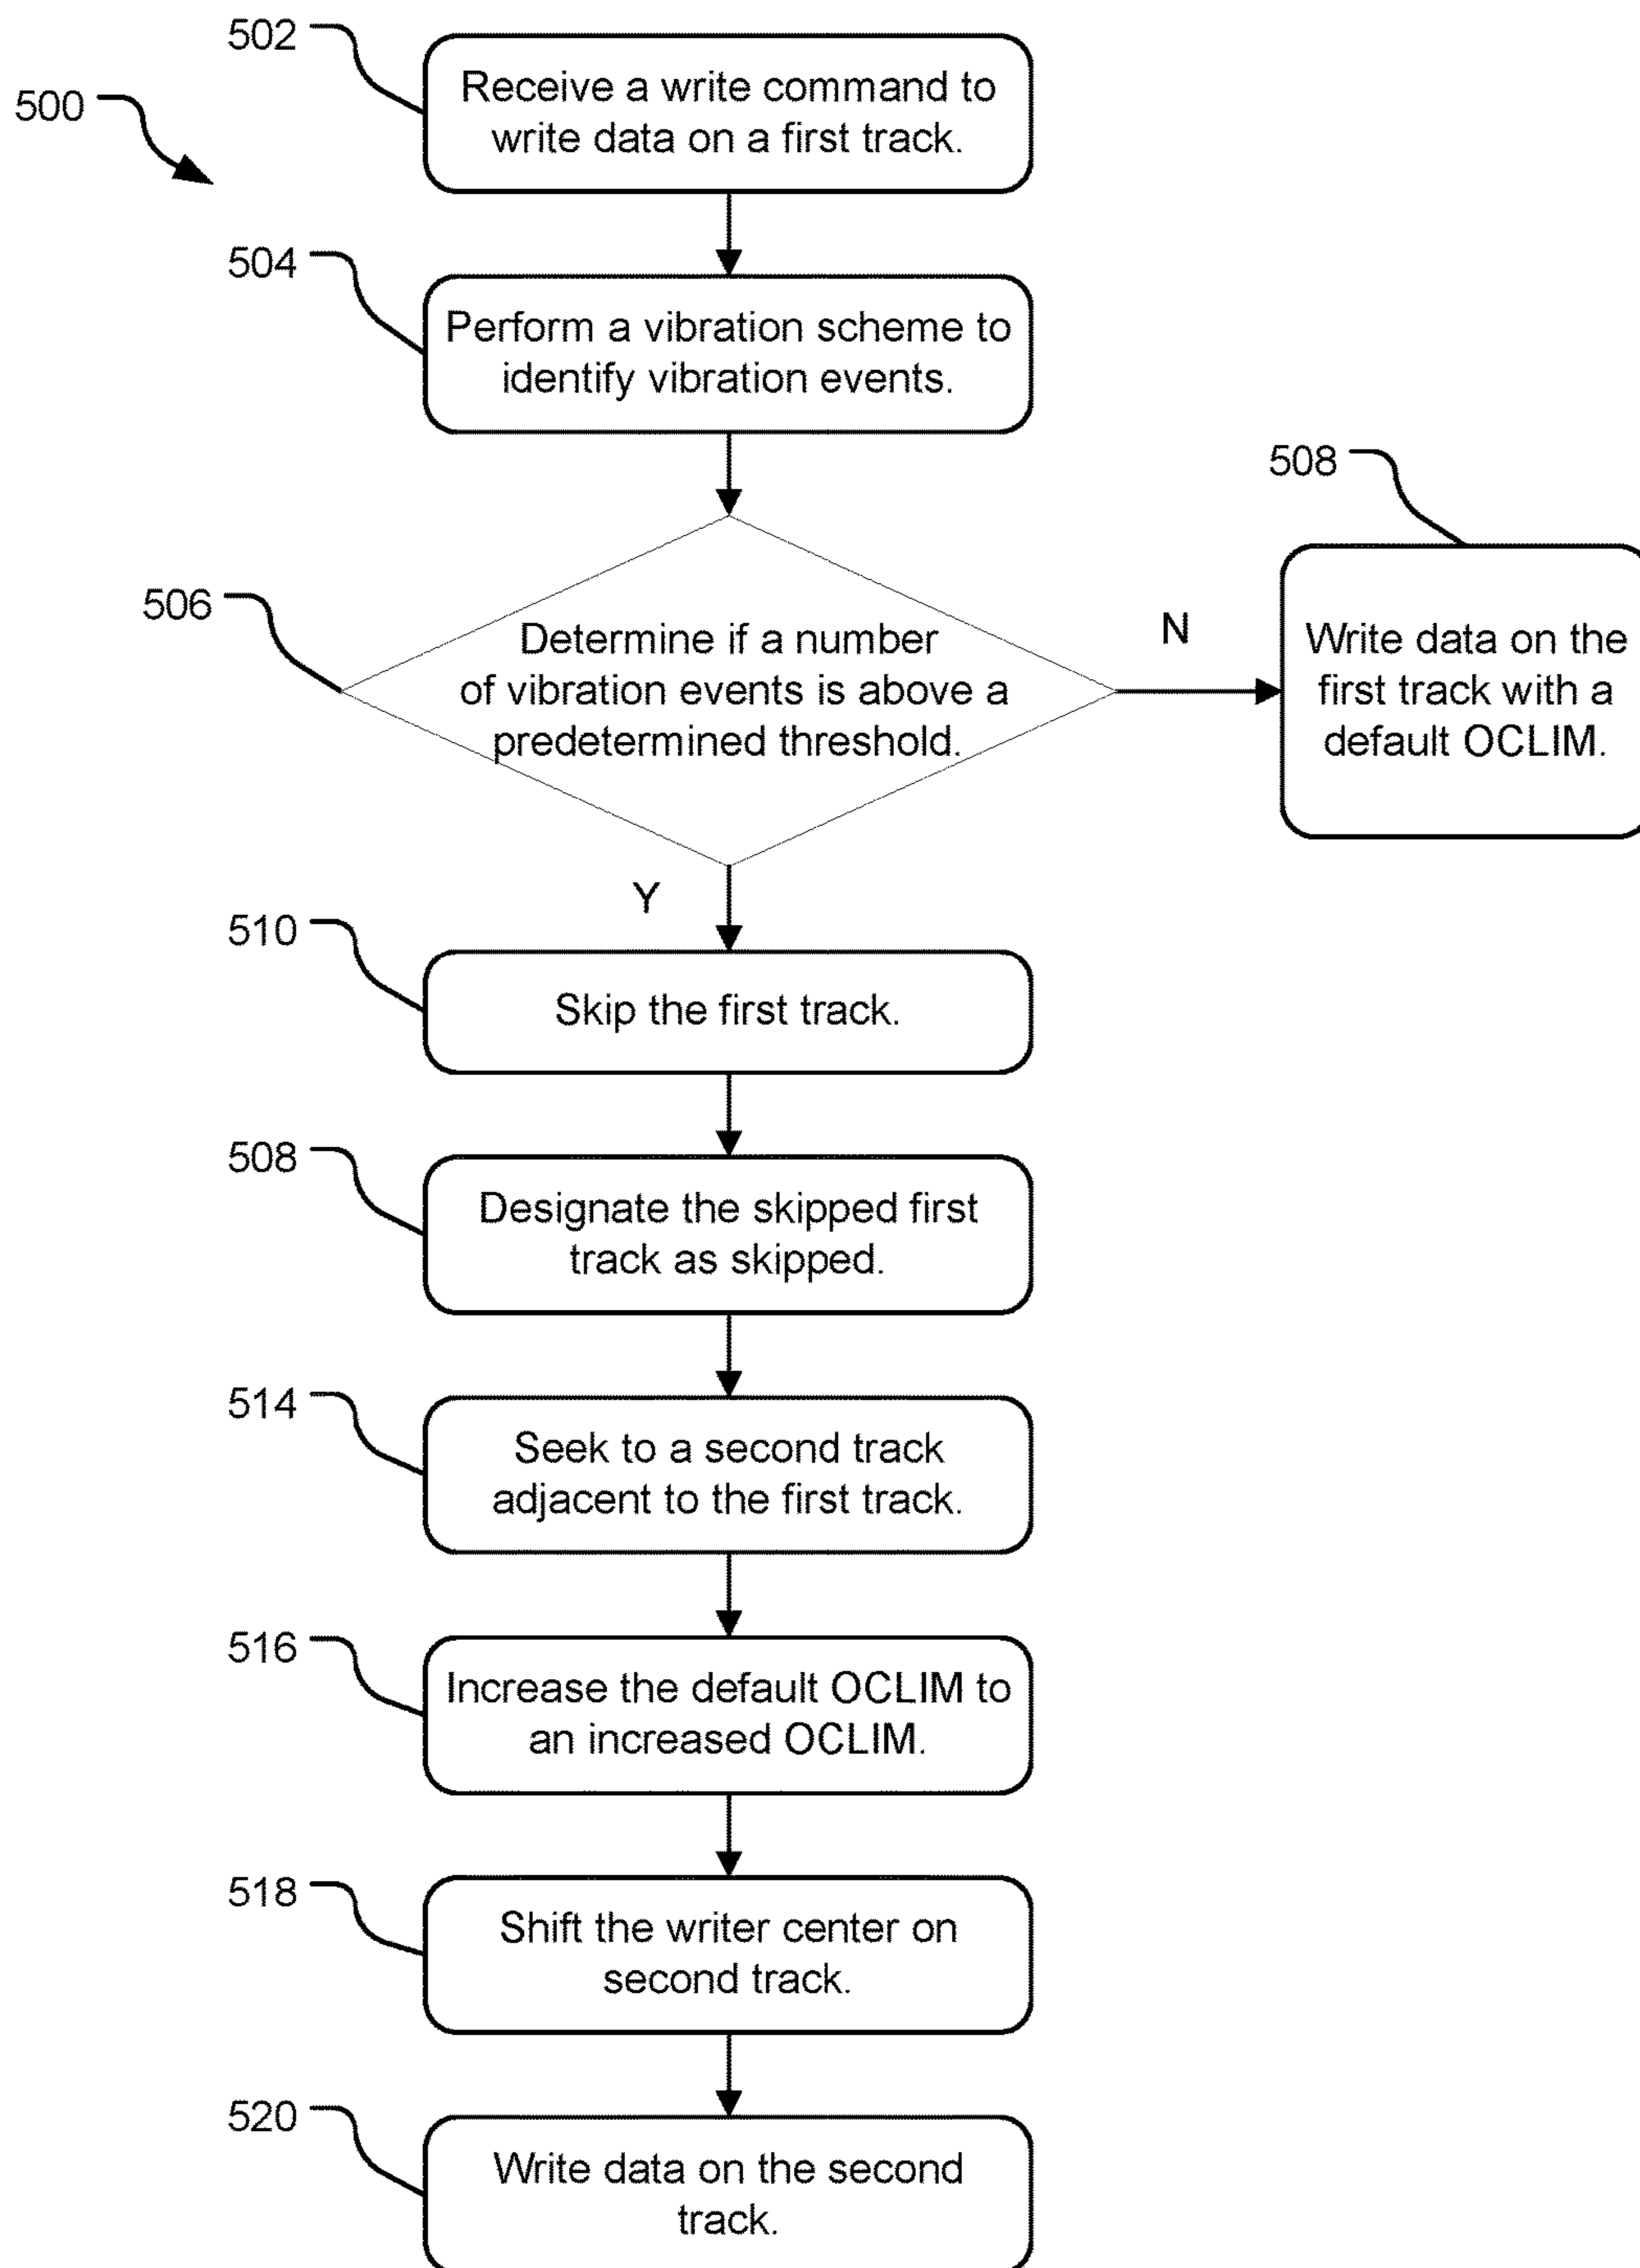 502
Receive a write command to
write data on a first track.
500
504
Perform a vibration scheme to
identify vibration events.
508
506
Determine if a number
of vibration events is above a
predetermined threshold.
N
Write data on the
first track with a
default OCLIM.
Y
510
Skip the first track.
508
Designate the skipped first
track as skipped.
514
Seek to a second track
adjacent to the first track.
516
Increase the default OCLIM to
an increased OCLIM.
518
Shift the writer center on
second track.
520
Write data on the second
track.